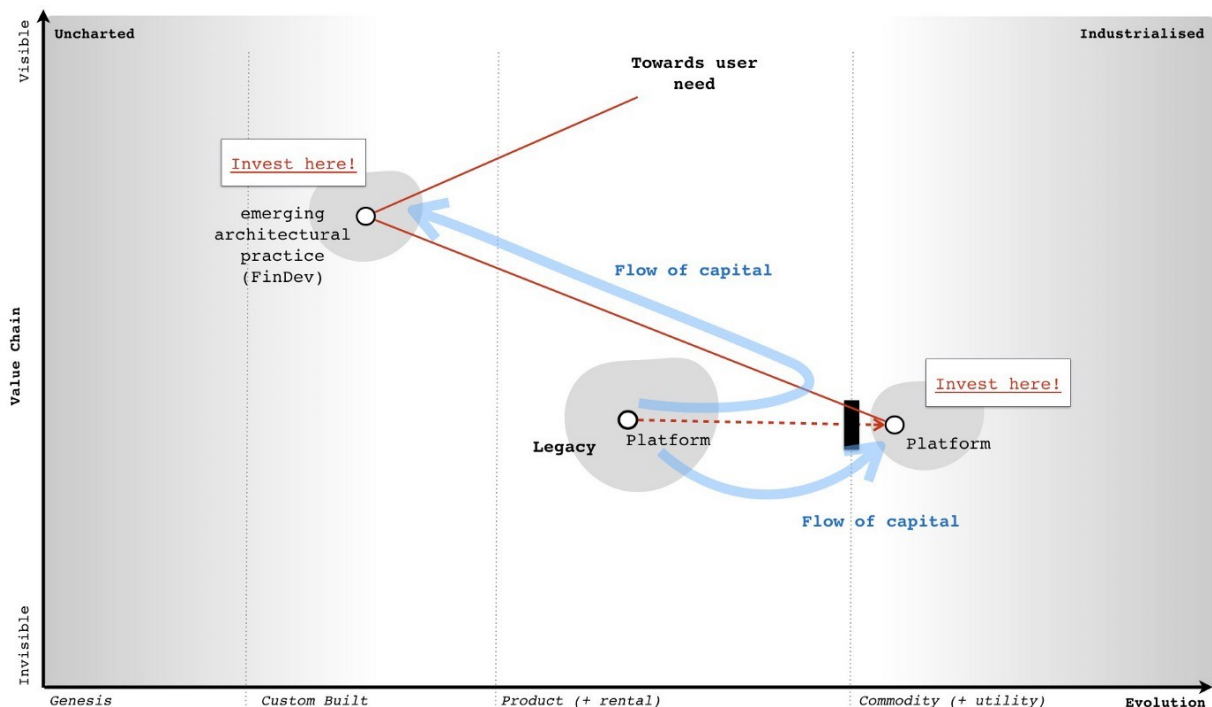 Uncharted
Industrialised
Visible
Towards user
need
Invest here!
emerging
architectural
practice
(FinDev)
Flow of capital
Value Chain
Invest here!
Legacy
Platform
Platform
Flow of capital
Invisible
Genesis
Custom Built
Product (+ rental)
Commodity (+ utility)
Evolution